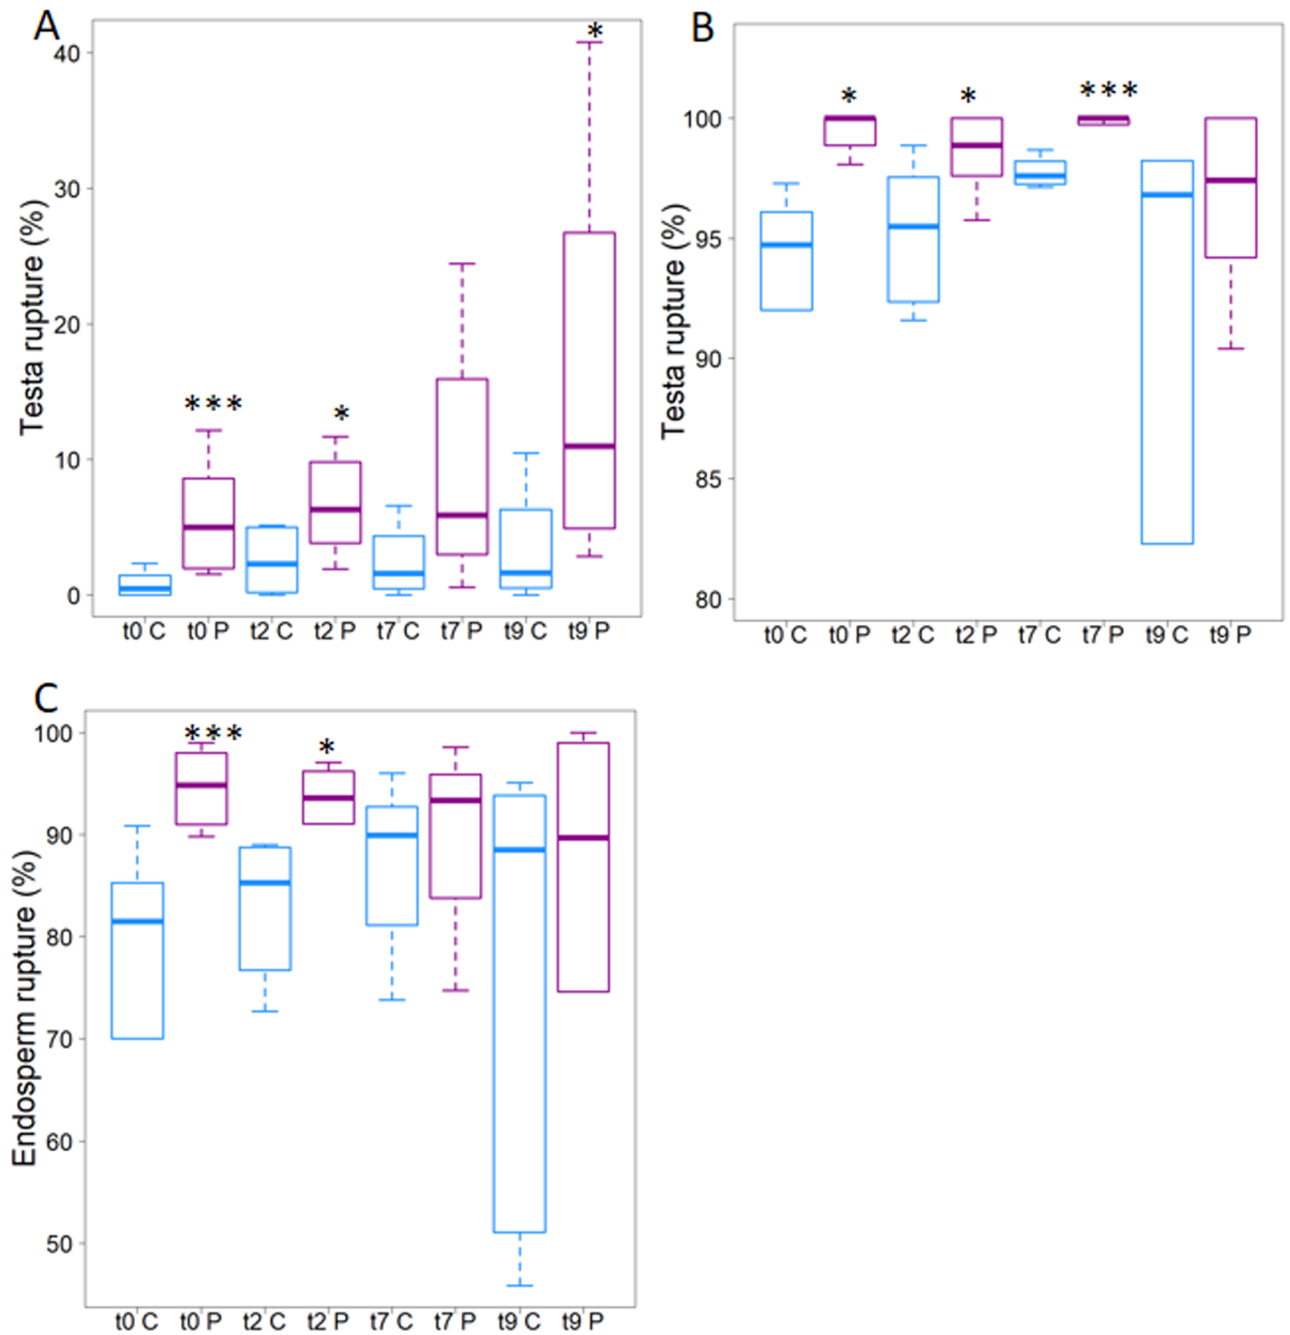 A
Testa rupture (%)
40
30
20
10
0
***
*
*
t0 C t0 P t2 C t2 P t7 C t7 P t9 C t9 P
B
Testa rupture (%)
100
95
90
85
80
*
*
***
t0 C t0 P t2 C t2 P t7 C t7 P t9 C t9 P
C
Endosperm rupture (%)
100
90
80
70
60
50
***
*
t0 C t0 P t2 C t2 P t7 C t7 P t9 C t9 P